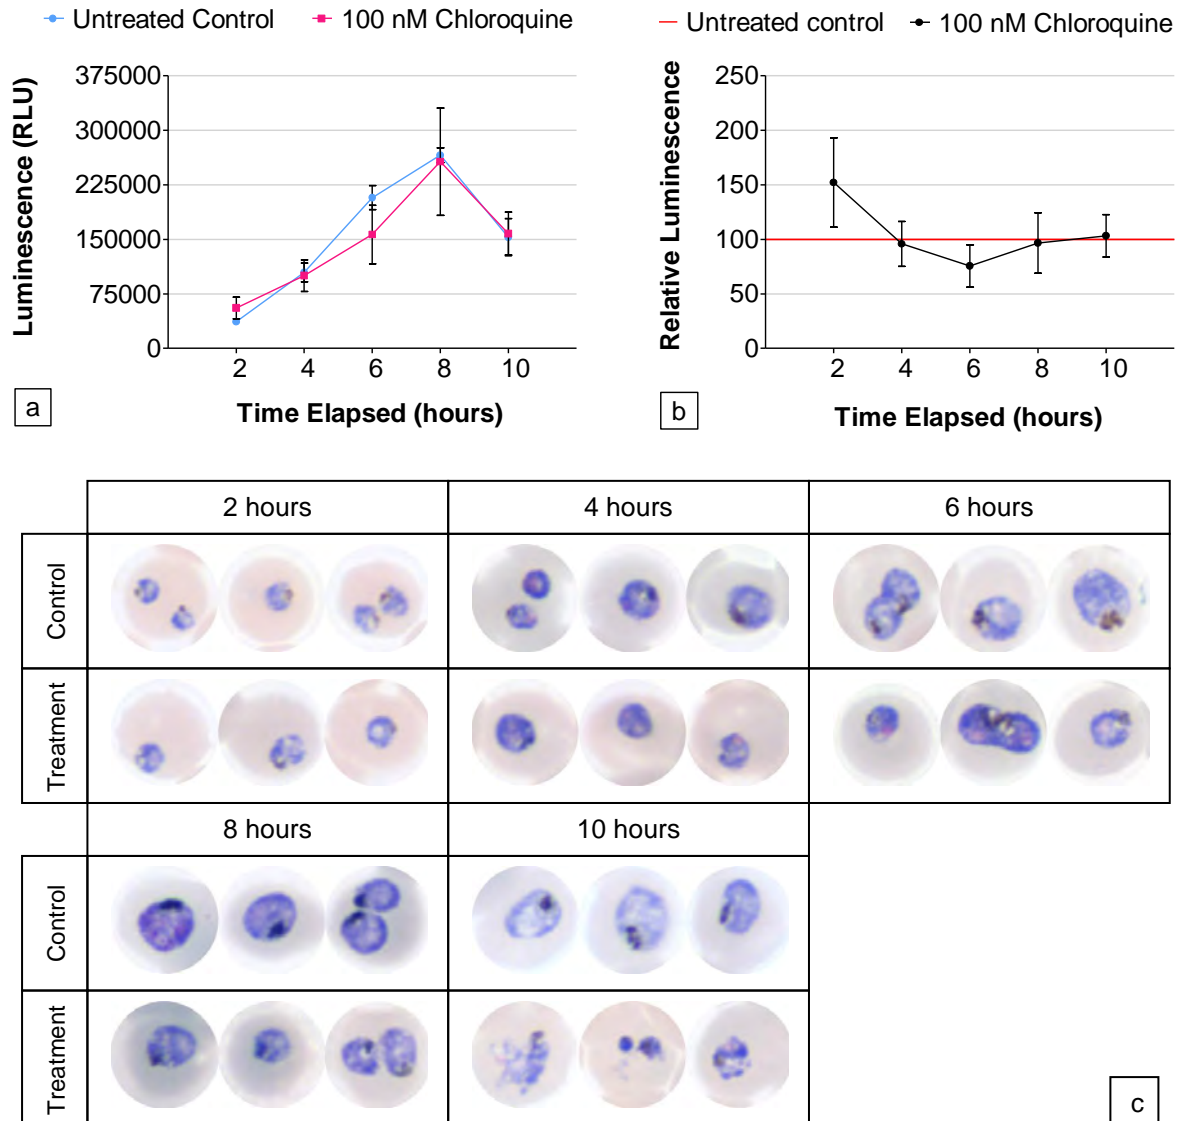 Untreated Control 100 nM Chloroquine
Luminescence (RLU)
375000
300000
225000
150000
75000
0
2 4 6 8 10
Time Elapsed (hours)
a
Untreated control 100 nM Chloroquine
Relative Luminescence
250
200
150
100
50
0
2 4 6 8 10
Time Elapsed (hours)
b
2 hours 4 hours 6 hours
Control
Treatment
8 hours 10 hours
Control
Treatment
c